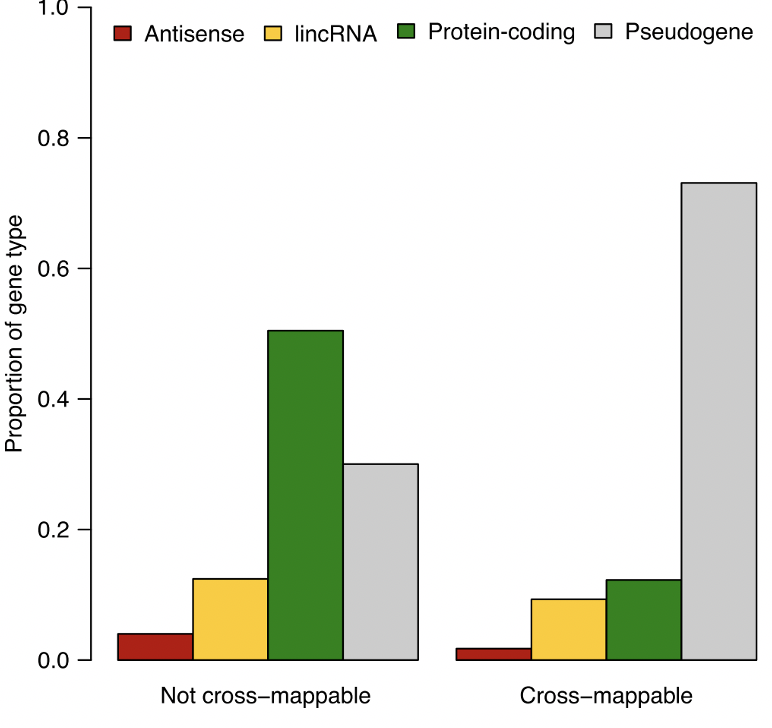 1.0
Antisense lincRNA Protein-coding Pseudogene
0.8
0.6
0.4
0.2
0.0
Proportion of gene type
Not cross–mappable Cross–mappable